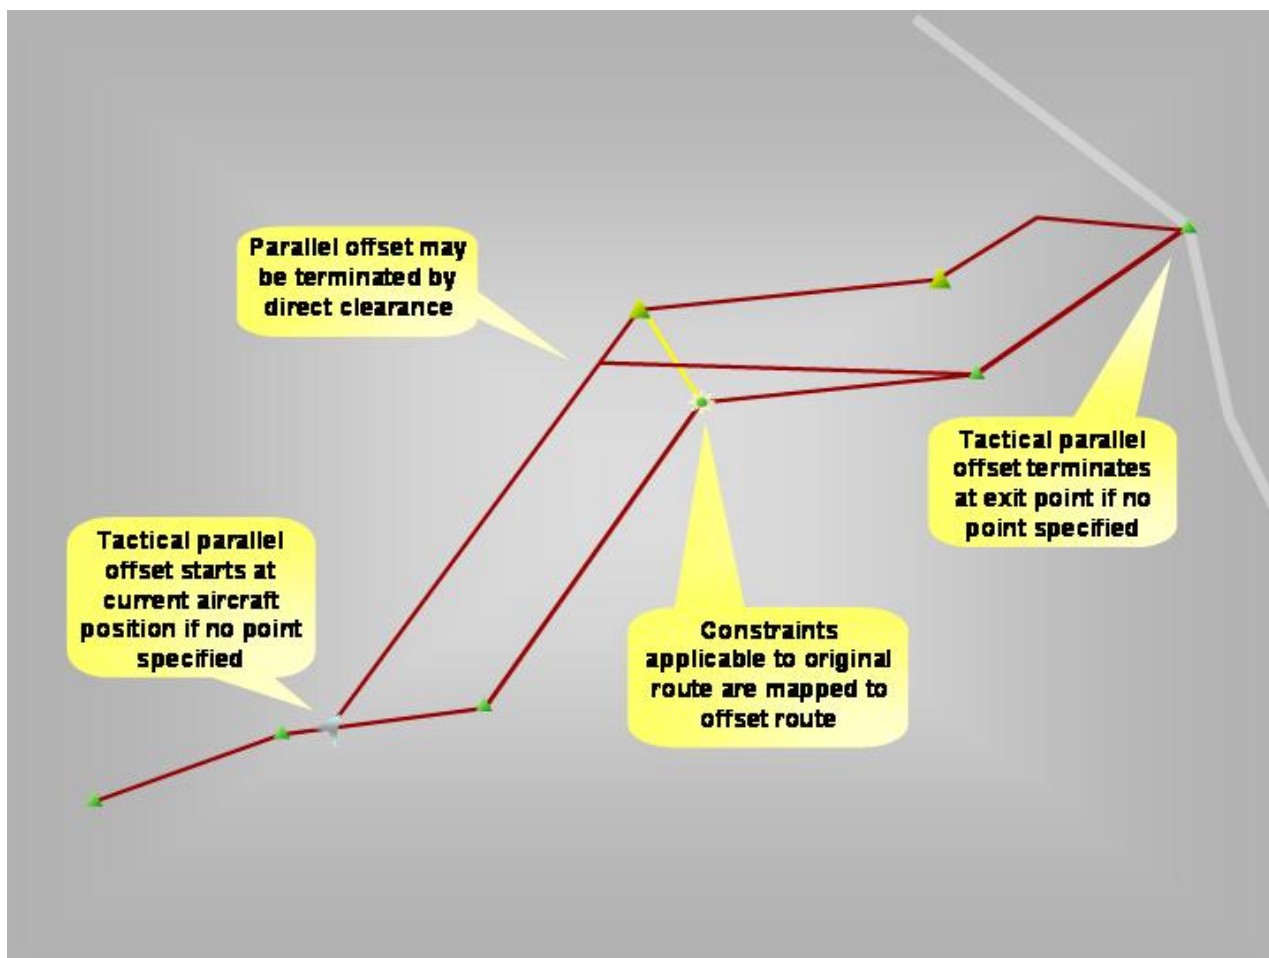 Parallel offset may
be terminated by
direct clearance
Tactical parallel
offset terminates
at exit point if no
point specified
Tactical parallel
offset starts at
current aircraft
position if no point
specified
Constraints
applicable to original
route are mapped to
offset route